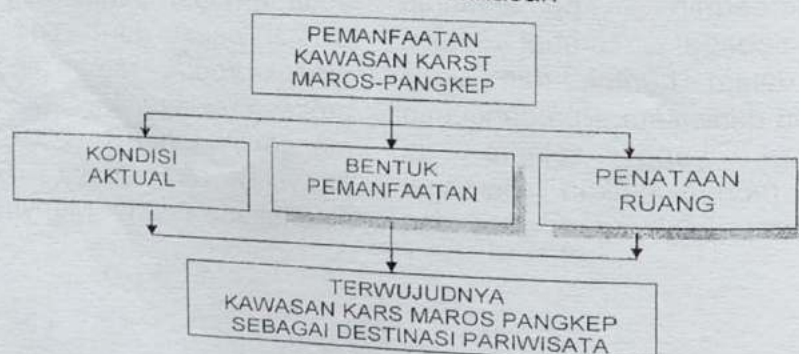 PEMANFAATAN
KAWASAN KARST
MAROS-PANGKEP
KONDISI
AKTUAL
BENTUK
PEMANFAATAN
PENATAAN
RUANG
TERWUJUDNYA
KAWASAN KARS MAROS PANGKEP
SEBAGAI DESTINASI PARIWISATA